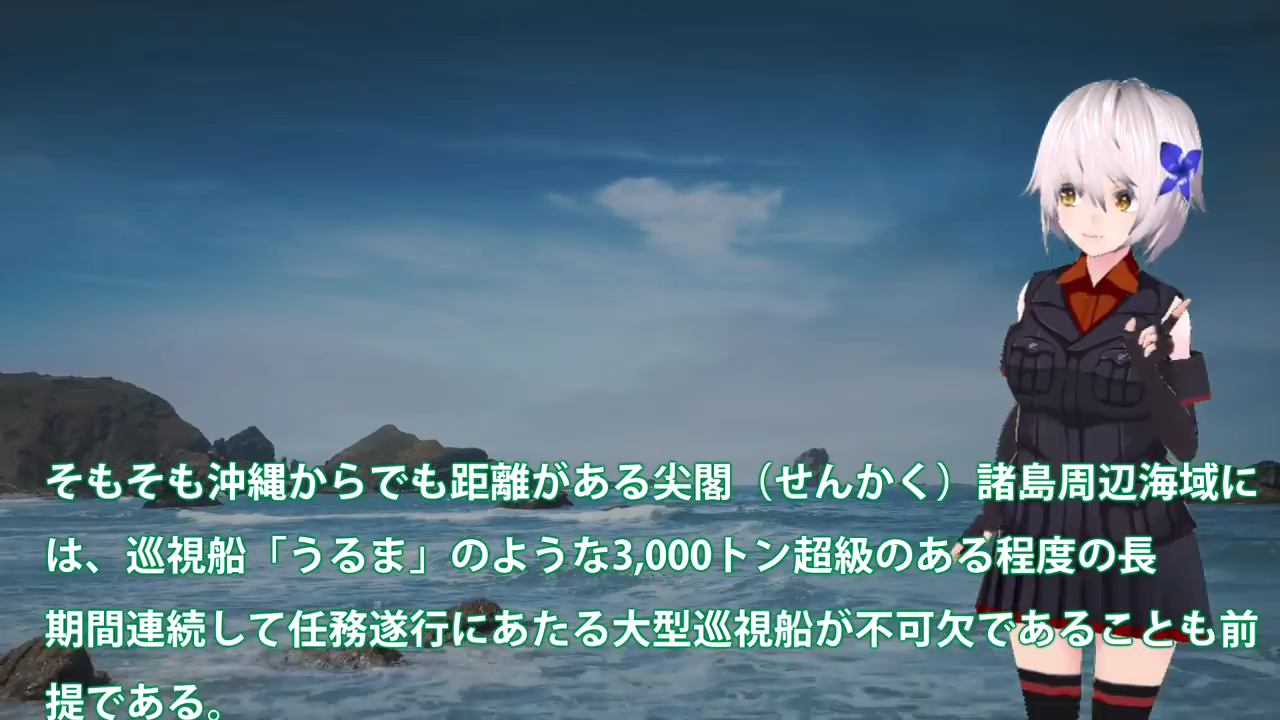 そもそも沖縄からでも距離がある尖閣（せんかく）諸島周辺海域に
は、巡視船「うるま」のような3,000トン超級のある程度の長
期間連続して任務遂行にあたる大型巡視船が不可欠であることも前
提である。